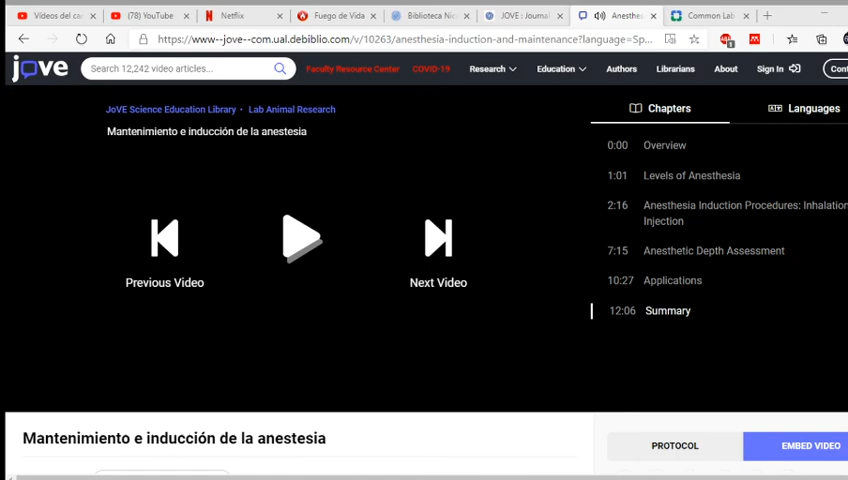 Vídeos del ca
(78) YouTube
Netflix
Fuego de Vida
Biblioteca Nic
JOVE : Journal
Anesthes
Common Lab
https://www--jove--com.ual.debiblio.com/v/10263/anesthesia-induction-and-maintenance?language=Sp...
jove
Search 12,242 video articles...
Faculty Resource Center
COVID-19
Research
Education
Authors
Librarians
About
Sign In
Cont
JoVE Science Education Library • Lab Animal Research
Mantenimiento e inducción de la anestesia
Previous Video
Next Video
Chapters
Languages
0:00 Overview
1:01 Levels of Anesthesia
2:16 Anesthesia Induction Procedures: Inhalation
Injection
7:15 Anesthetic Depth Assessment
10:27 Applications
12:06 Summary
Mantenimiento e inducción de la anestesia
PROTOCOL
EMBED VIDEO